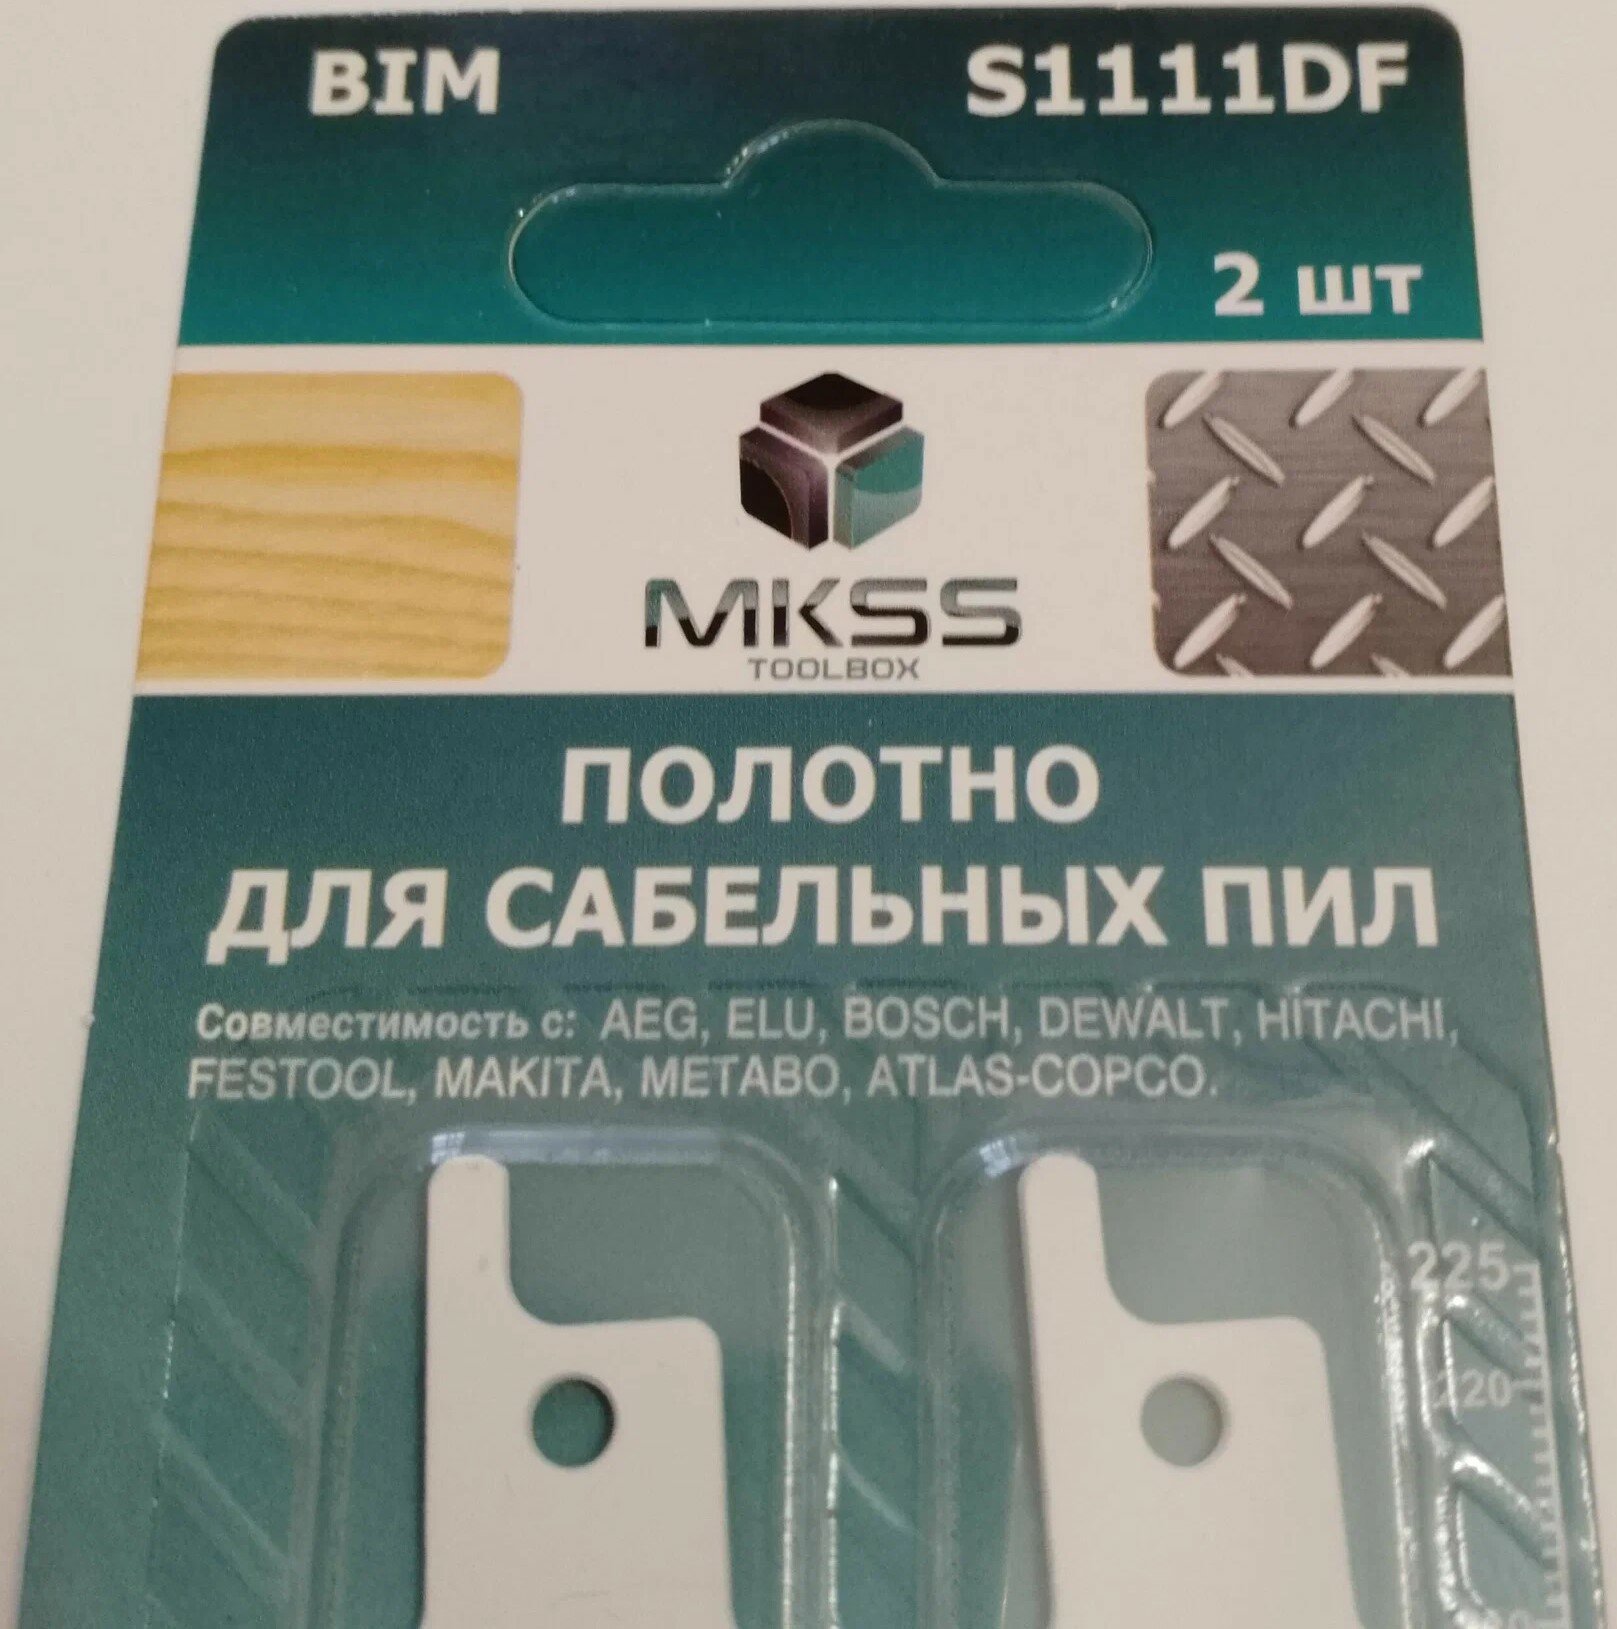 BIM
S1111DF
2 шт
MKSS
TOOLBOX
ПОЛОТНО
ДЛЯ САБЕЛЬНЫХ ПИЛ
Совместимость с: AEG, ELU, BOSCH, DEWALT, HITACHI,
FESTOOL, MAKITA, METABO, ATLAS-COPCO.
225
220